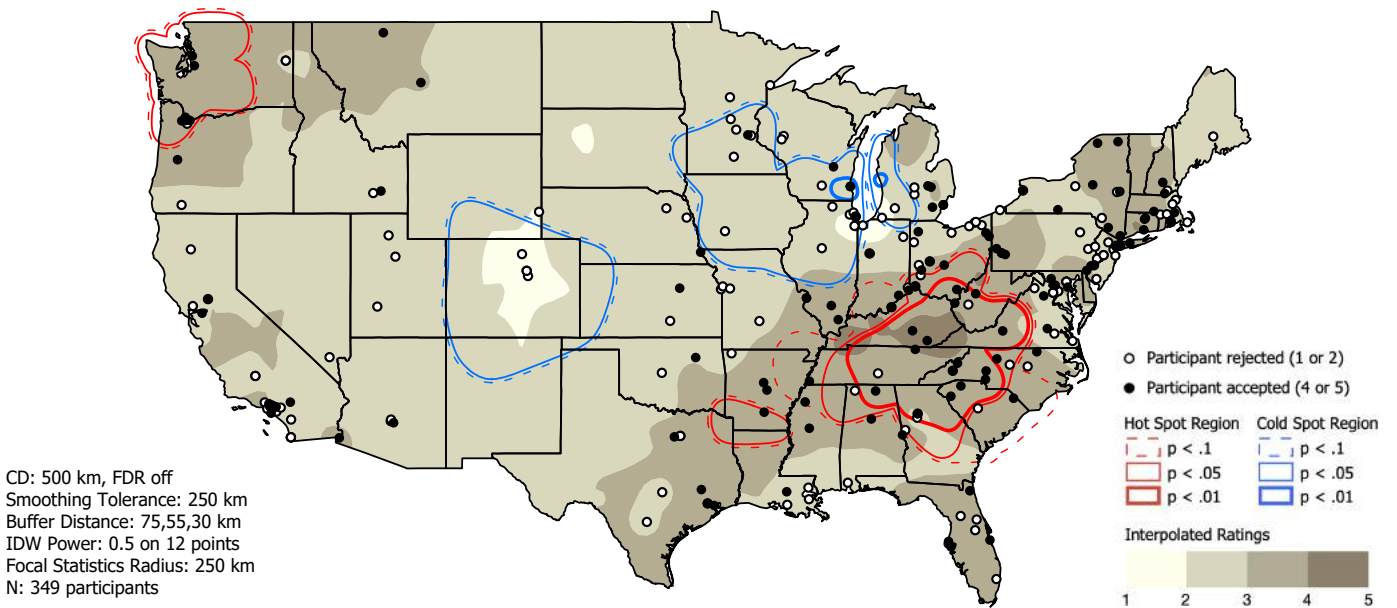 Participant rejected (1 or 2)
Participant accepted (4 or 5)
Hot Spot Region Cold Spot Region
p < .1 p < .1
p < .05 p < .05
p < .01 p < .01
Interpolated Ratings
1 2 3 4 5
CD: 500 km, FDR off
Smoothing Tolerance: 250 km
Buffer Distance: 75,55,30 km
IDW Power: 0.5 on 12 points
Focal Statistics Radius: 250 km
N: 349 participants